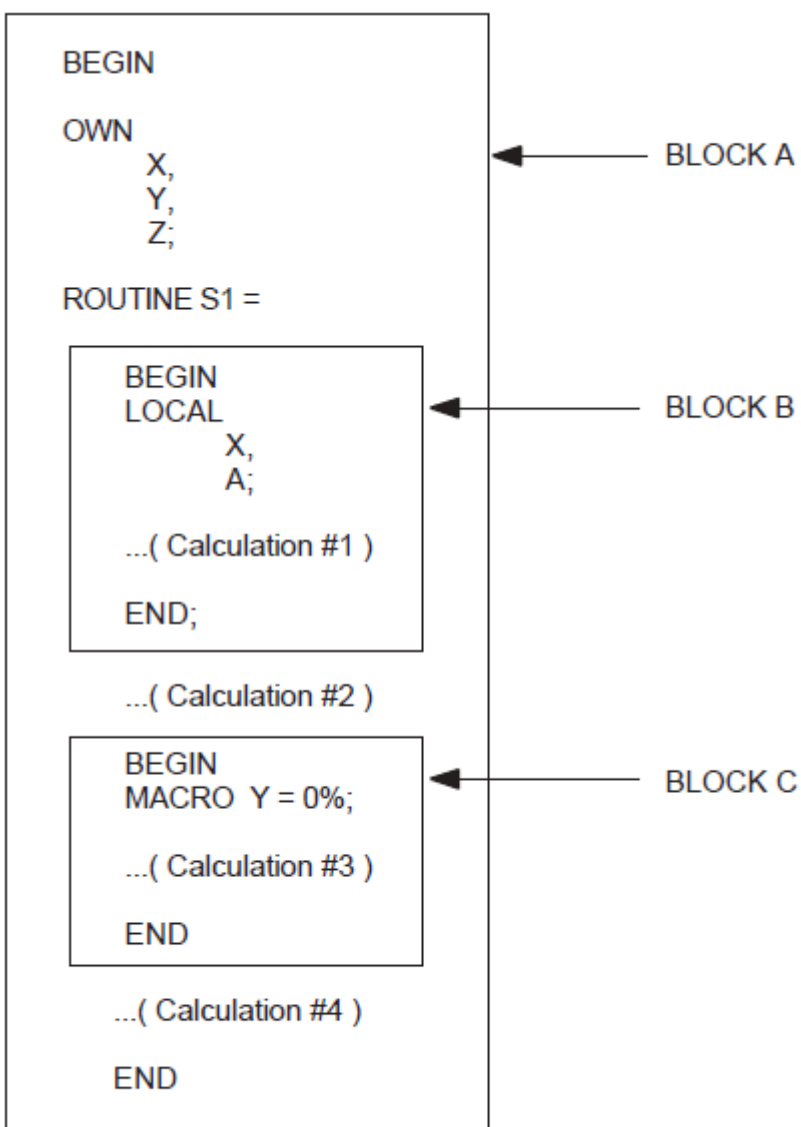 BEGIN
OWN
X,
BLOCK A
Y,
Z;
ROUTINE S1 =
BEGIN
LOCAL
BLOCK B
X,
A;
...( Calculation #1 )
END;
...( Calculation #2 )
BEGIN
MACRO Y = 0%;
BLOCK C
...( Calculation #3 )
END
...( Calculation #4 )
END